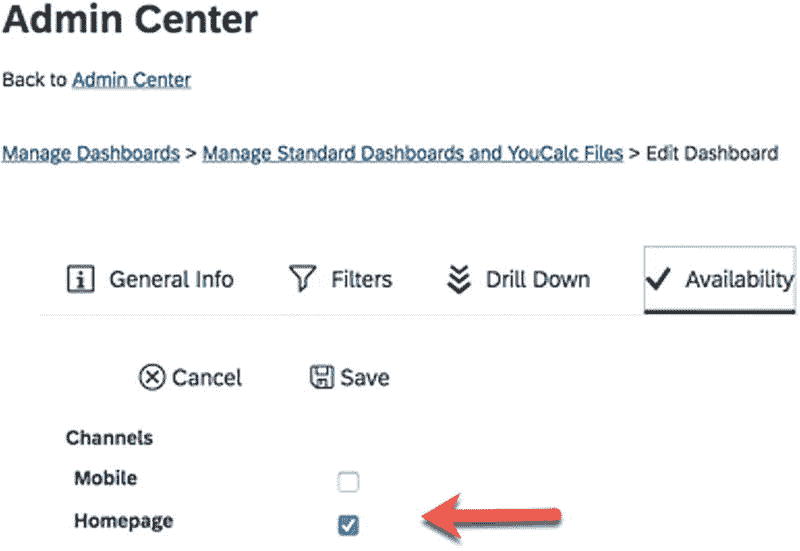 Admin Center
Back to Admin Center
Manage Dashboards > Manage Standard Dashboards and YouCalc Files > Edit Dashboard
General Info Filters Drill Down Availability
Cancel Save
Channels
Mobile
Homepage